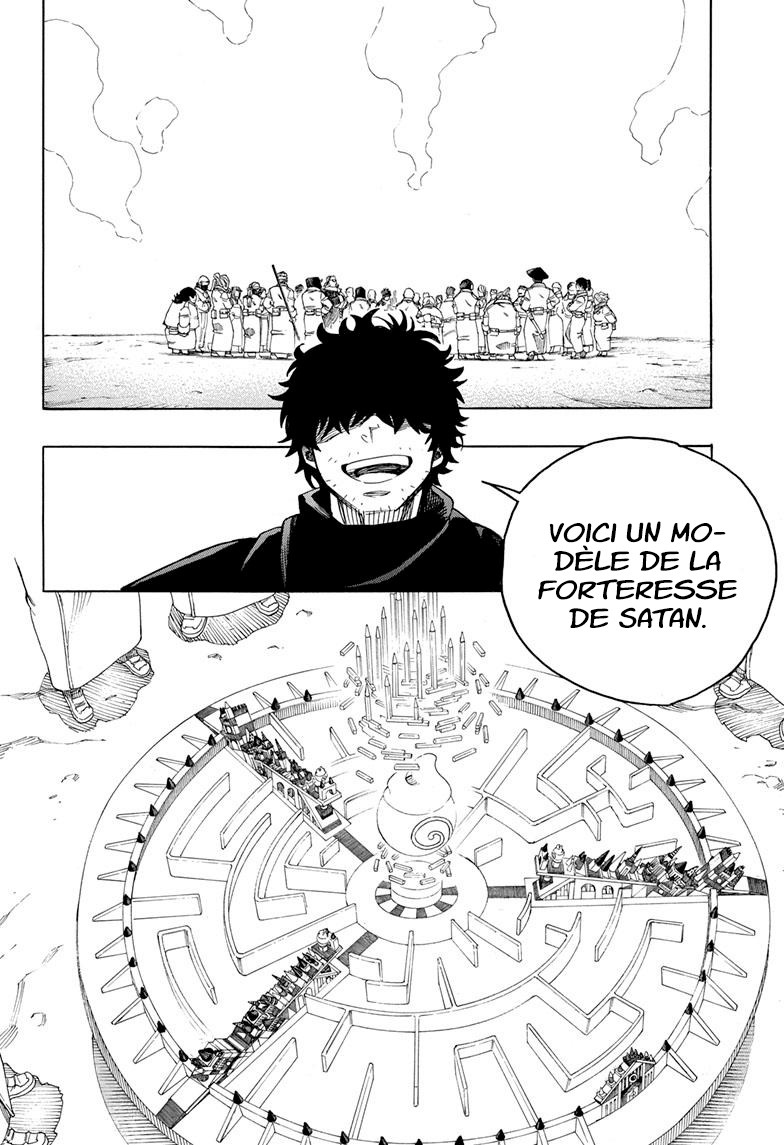 VOICI UN MO-
DÈLE DE LA
FORTERESSE
DE SATAN.